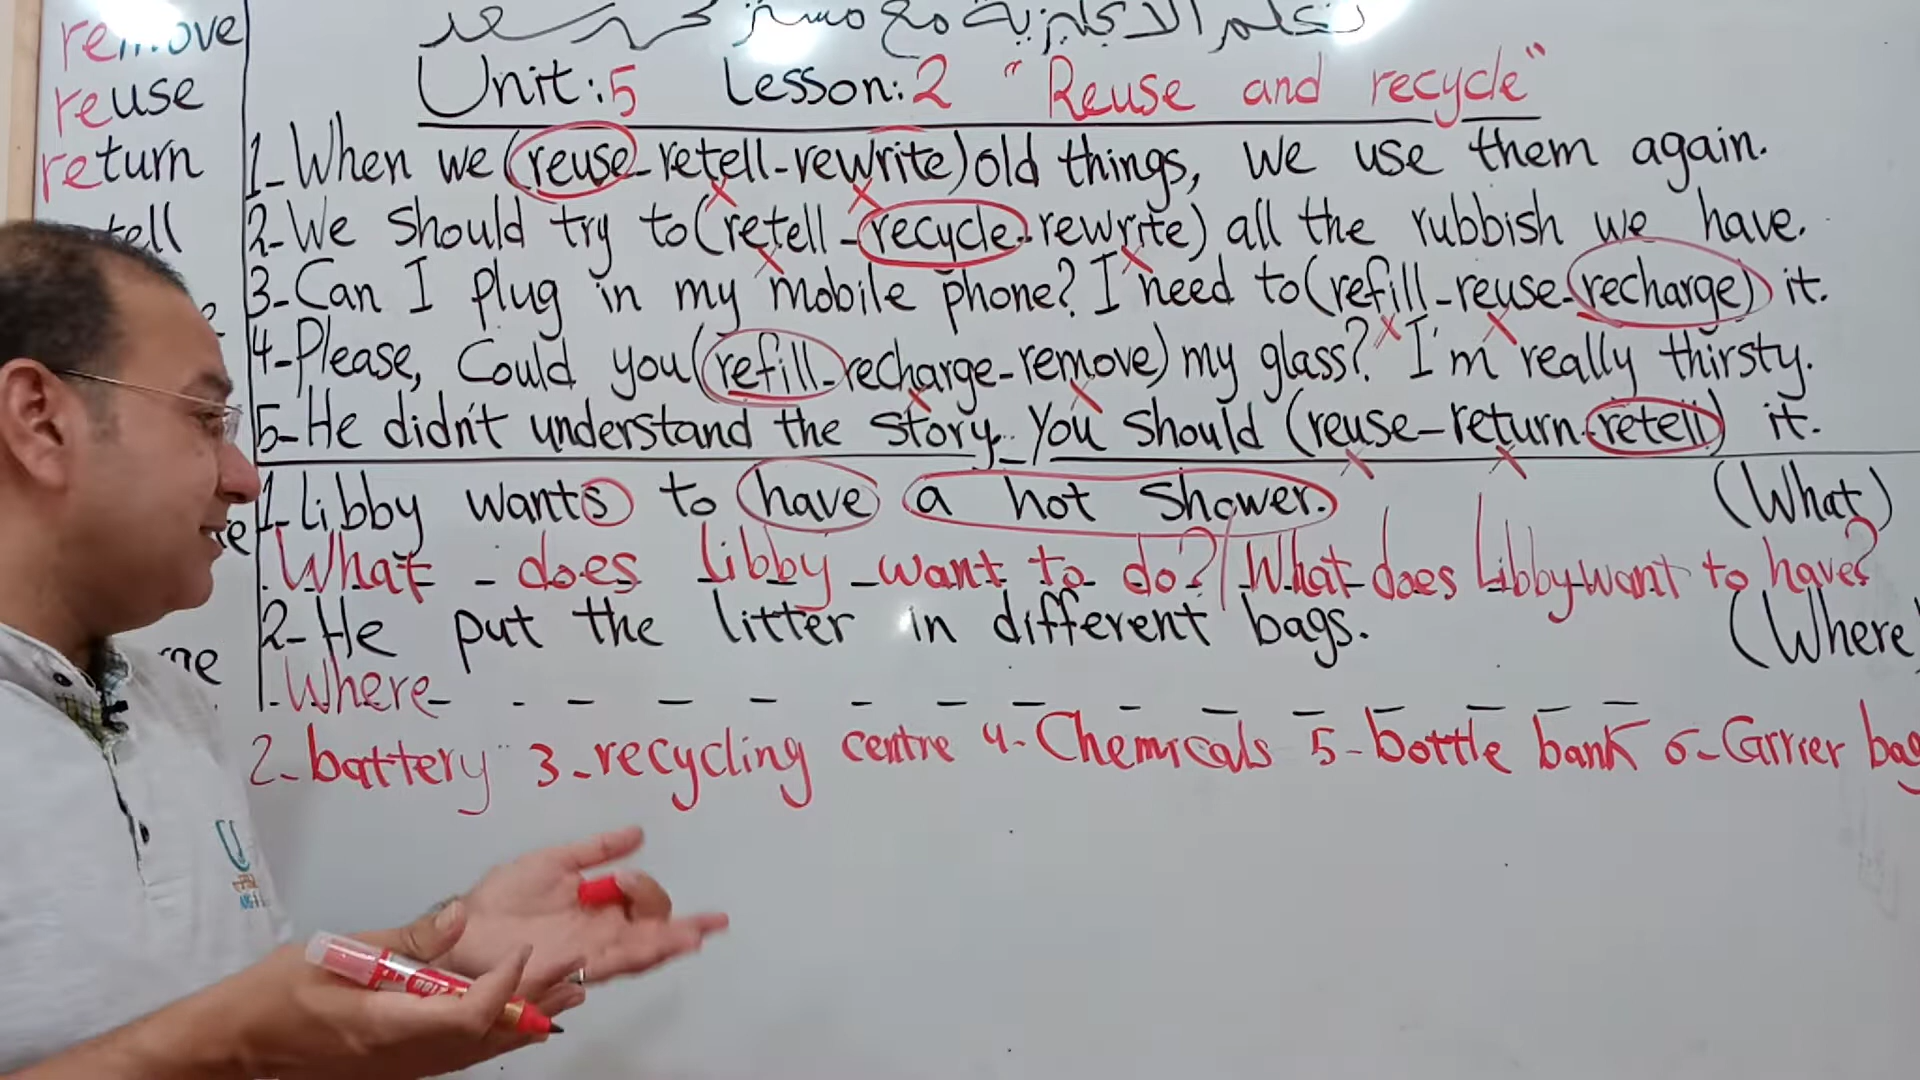 تعلم الانجليزية مع مستر محمد سعد
Unit: 5 Lesson: 2 "Reuse and recycle"
remove
reuse
return
tell
1-When we (reuse-retell-rewrite) old things, we use them again.
2-We should try to (retell-recycle-rewrite) all the rubbish we have.
3-Can I plug in my mobile phone? I need to (refill-reuse-recharge) it.
4-Please, Could you (refill-recharge-remove) my glass? I'm really thirsty.
5-He didn't understand the story. You should (reuse-return-retell) it.
1-Libby wants to have a hot shower. (What)
.What - does Libby - want to do? / What does Libby want to have?
2-He put the litter in different bags. (Where)
.Where - - - - - - - - - - - - - -
2-battery 3-recycling centre 4-Chemicals 5-bottle bank 6-Carrier bag